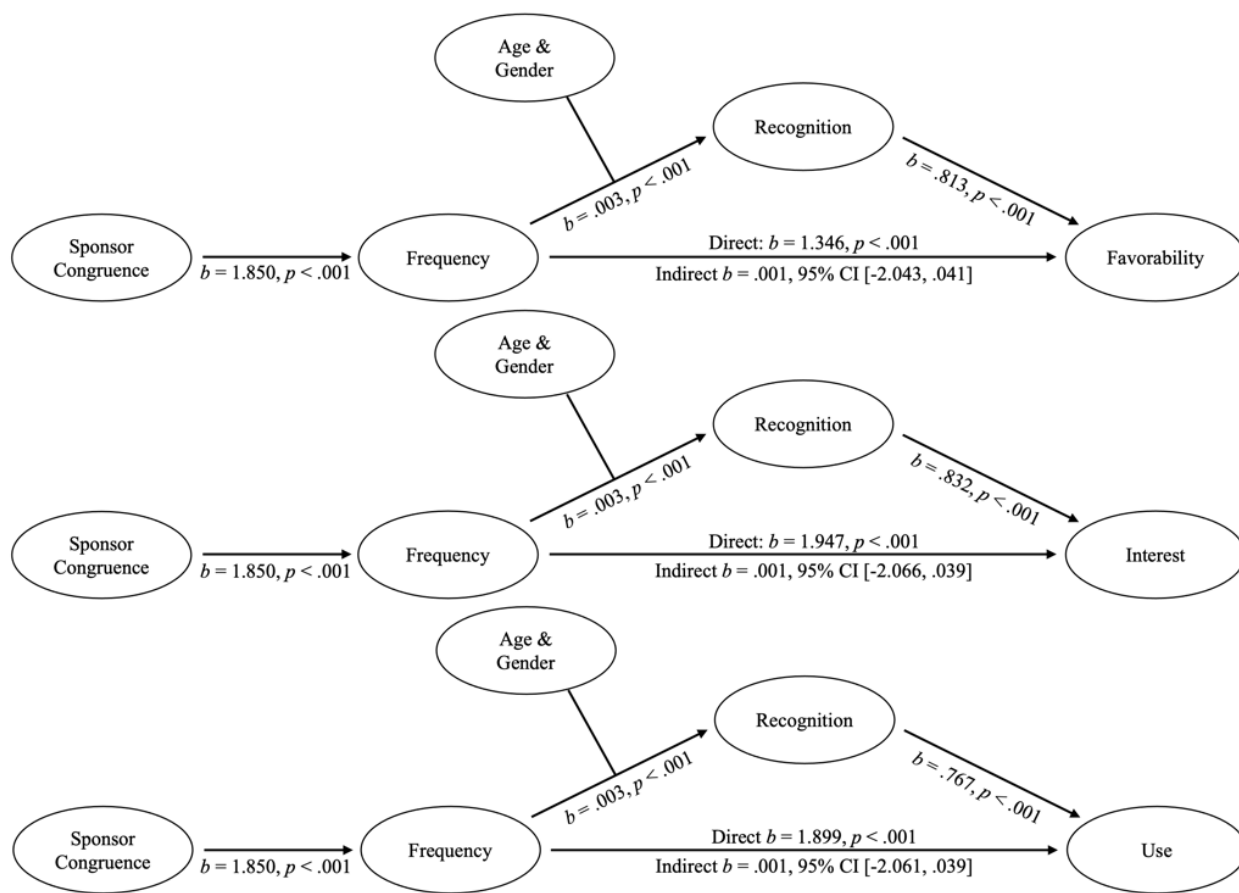 Age &
Gender
Recognition
b = .003, p < .001
b = .813, p < .001
Sponsor
Congruence
b = 1.850, p < .001
Frequency
Direct: b = 1.346, p < .001
Indirect b = .001, 95% CI [-2.043, .041]
Favorability
Age &
Gender
Recognition
b = .003, p < .001
b = .832, p < .001
Sponsor
Congruence
b = 1.850, p < .001
Frequency
Direct: b = 1.947, p < .001
Indirect b = .001, 95% CI [-2.066, .039]
Interest
Age &
Gender
Recognition
b = .003, p < .001
b = .767, p < .001
Sponsor
Congruence
b = 1.850, p < .001
Frequency
Direct b = 1.899, p < .001
Indirect b = .001, 95% CI [-2.061, .039]
Use